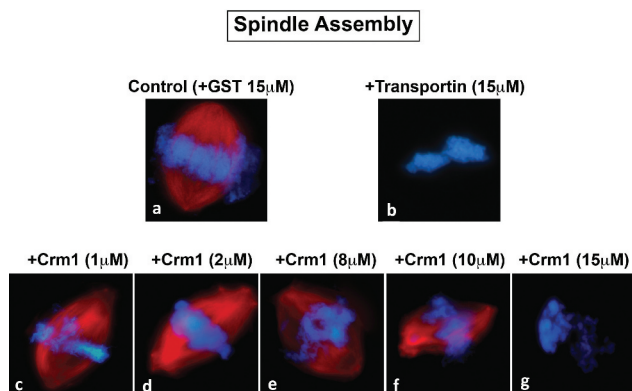 Spindle Assembly
Control (+GST 15μM)
+Transportin (15μM)
a
b
+Crm1 (1μM)
+Crm1 (2μM)
+Crm1 (8μM)
+Crm1 (10μM)
+Crm1 (15μM)
c
d
e
f
g